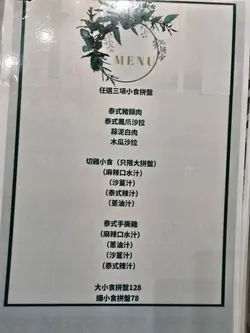 MENU
任選三項小食拼盤
泰式豬頸肉
泰式鳳爪沙拉
蒜泥白肉
木瓜沙拉
切雞小食（只限大拼盤）
(麻辣口水汁)
(沙薑汁)
(泰式辣汁)
(蔥油汁)
泰式手撕雞
(麻辣口水汁)
(蔥油汁)
(沙薑汁)
(泰式辣汁)
大小食拼盤128
細小食拼盤78